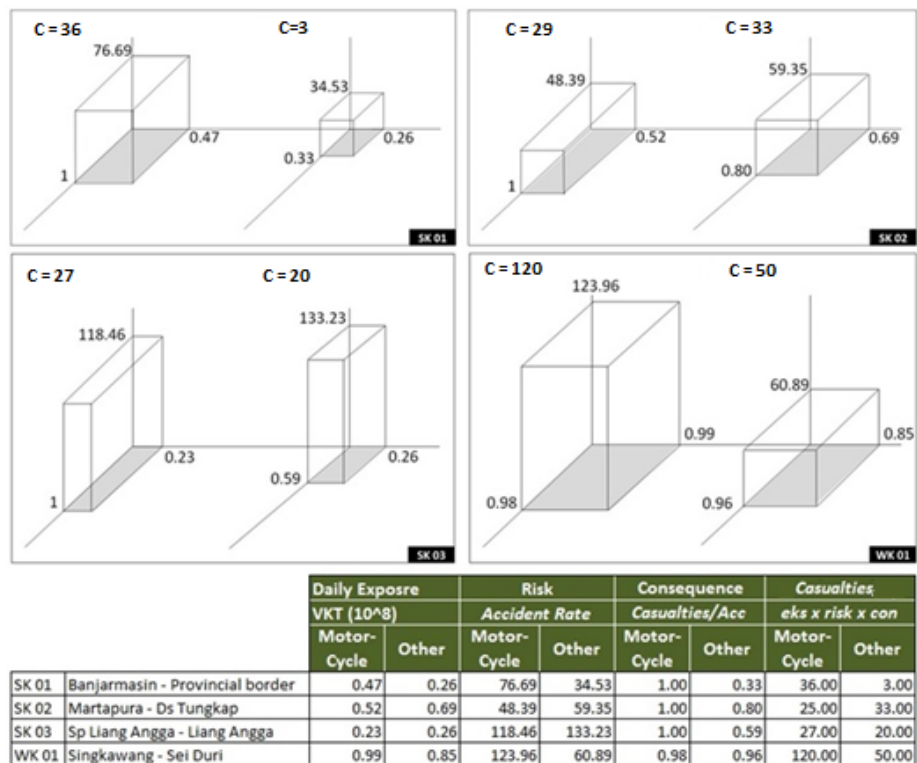 C = 36 C=3
76.69
34.53
0.47
0.33 0.26
1
SK 01
C = 29 C = 33
48.39 59.35
0.52 0.69
0.80
1
SK 02
C = 27 C = 20
118.46 133.23
0.23 0.26
0.59
1
SK 03
C = 120 C = 50
123.96
60.89
0.99 0.85
0.98 0.96
WK 01
Daily Exposre Risk Consequence Casualties
VKT (10^8) Accident Rate Casualties/Acc eks x risk x con
Motor-Cycle Other Motor-Cycle Other Motor-Cycle Other Motor-Cycle Other
SK 01 Banjarmasin - Provincial border 0.47 0.26 76.69 34.53 1.00 0.33 36.00 3.00
SK 02 Martapura - Ds Tungkap 0.52 0.69 48.39 59.35 1.00 0.80 25.00 33.00
SK 03 Sp Liang Angga - Liang Angga 0.23 0.26 118.46 133.23 1.00 0.59 27.00 20.00
WK 01 Singkawang - Sei Duri 0.99 0.85 123.96 60.89 0.98 0.96 120.00 50.00